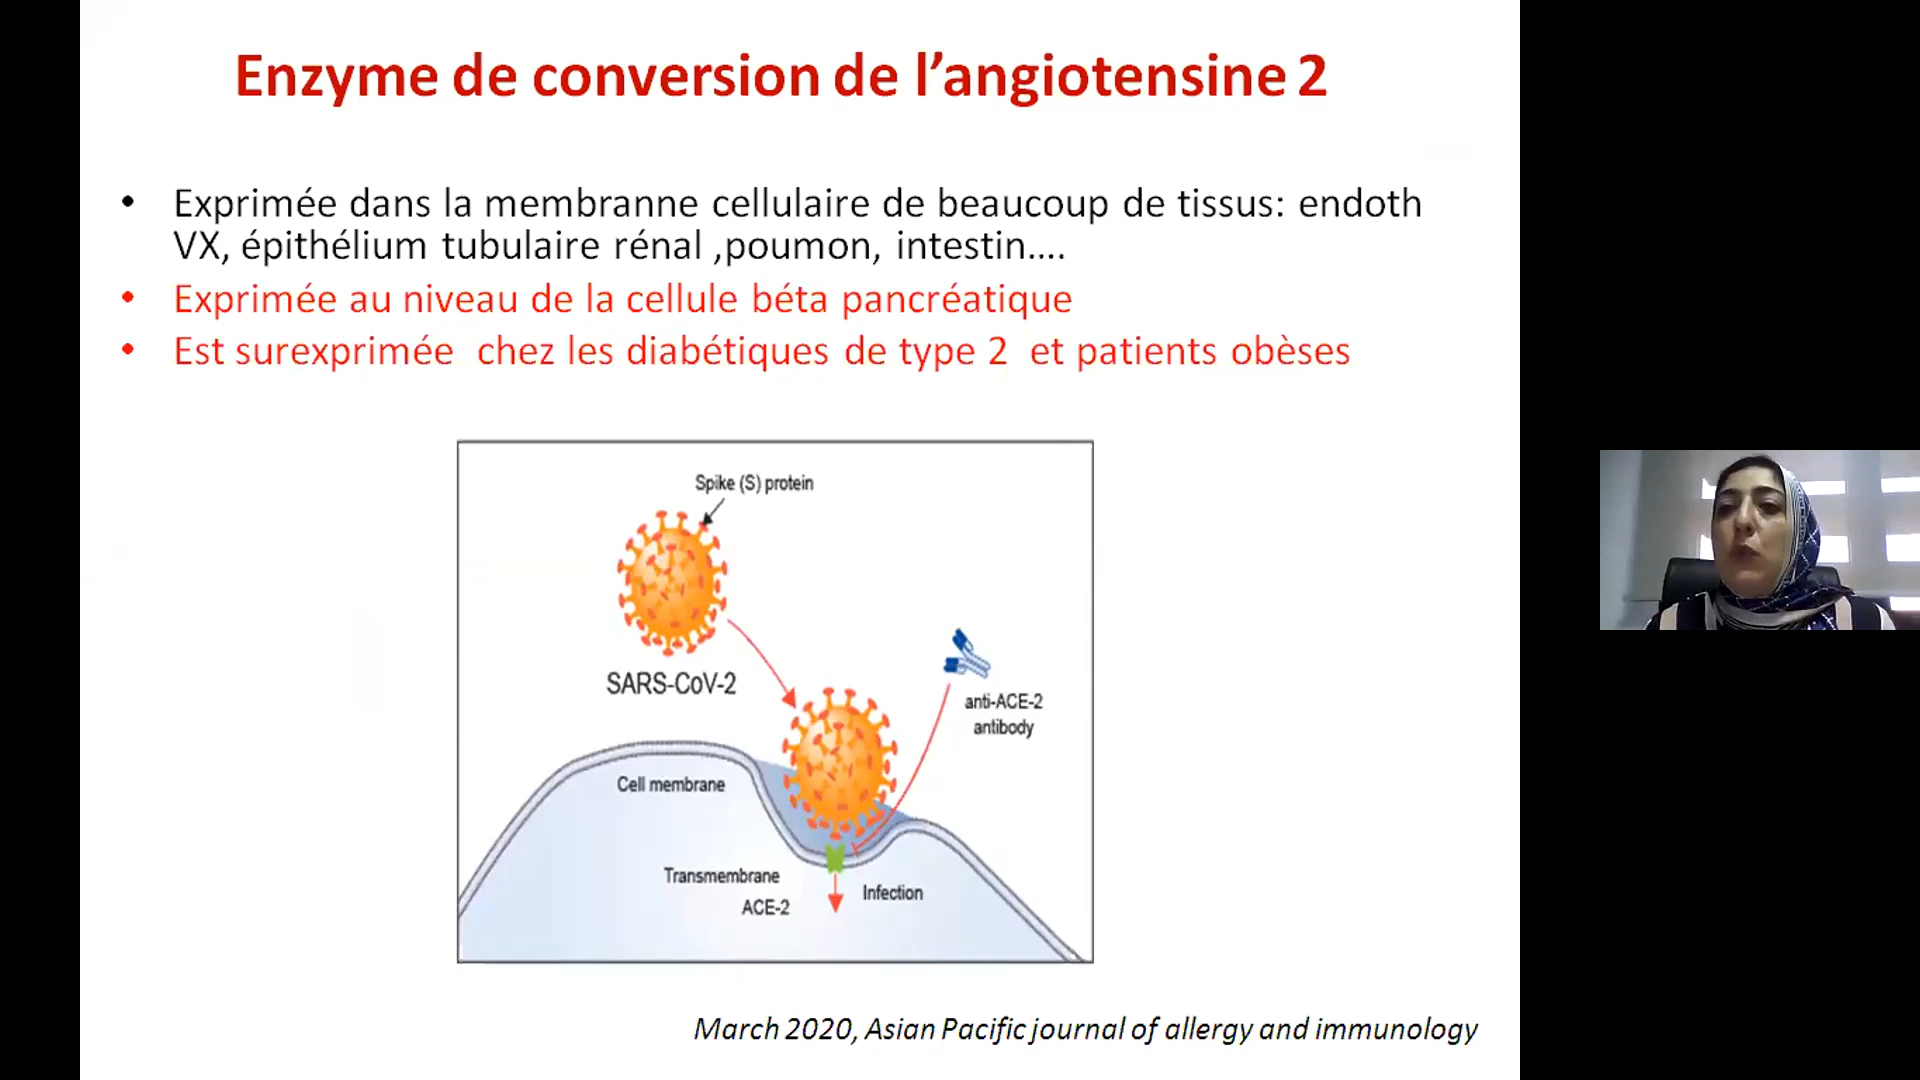 Enzyme de conversion de l’angiotensine 2
• Exprimée dans la membranne cellulaire de beaucoup de tissus: endoth
VX, épithélium tubulaire rénal ,poumon, intestin....
• Exprimée au niveau de la cellule béta pancréatique
• Est surexprimée chez les diabétiques de type 2 et patients obèses
Spike (S) protein
SARS-CoV-2
anti-ACE-2
antibody
Cell membrane
Transmembrane
ACE-2
Infection
March 2020, Asian Pacific journal of allergy and immunology